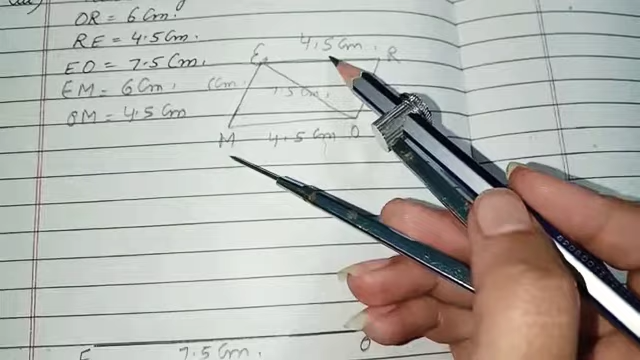 OR = 6 Cm.
RE = 4.5 Cm.
EO = 7.5 Cm.
EM = 6 Cm.
OM = 4.5 Cm
E 4.5 Cm. R
Cm. 7.5 Cm.
M 4.5 Cm O
E 7.5 Cm. O